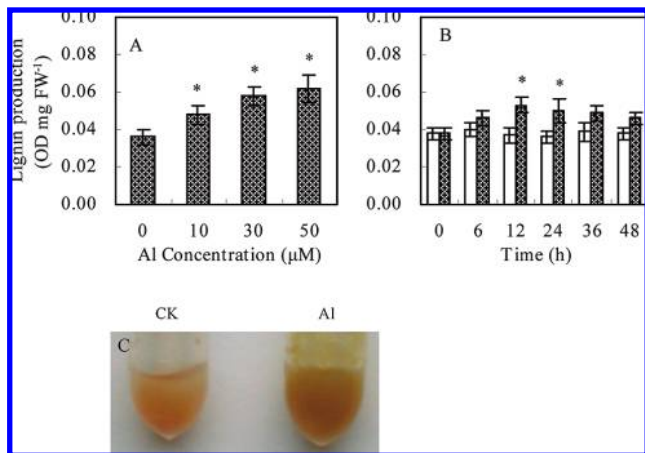 0.10
0.08
0.06
0.04
0.02
0.00
Lignin production
(OD mg FW-1)
A
*
*
*
0 10 30 50
Al Concentration (μM)
0.10
0.08
0.06
0.04
0.02
0.00
B
* *
0 6 12 24 36 48
Time (h)
CK Al
C